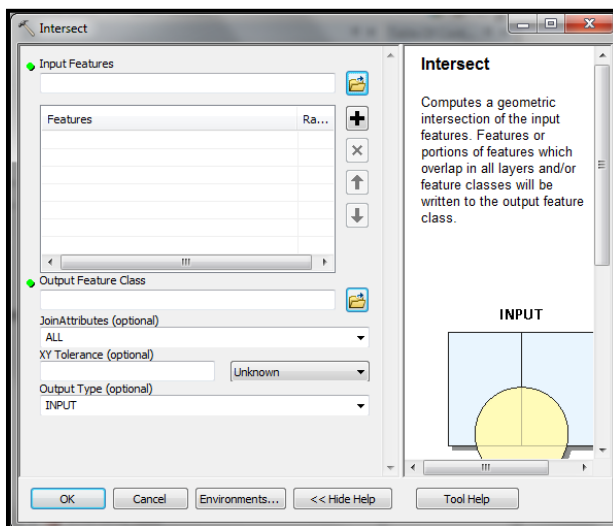 Intersect
Input Features
Features Ra...
Output Feature Class
JoinAttributes (optional)
ALL
XY Tolerance (optional)
Unknown
Output Type (optional)
INPUT
OK Cancel Environments... << Hide Help Tool Help
Intersect
Computes a geometric
intersection of the input
features. Features or
portions of features which
overlap in all layers and/or
feature classes will be
written to the output feature
class.
INPUT